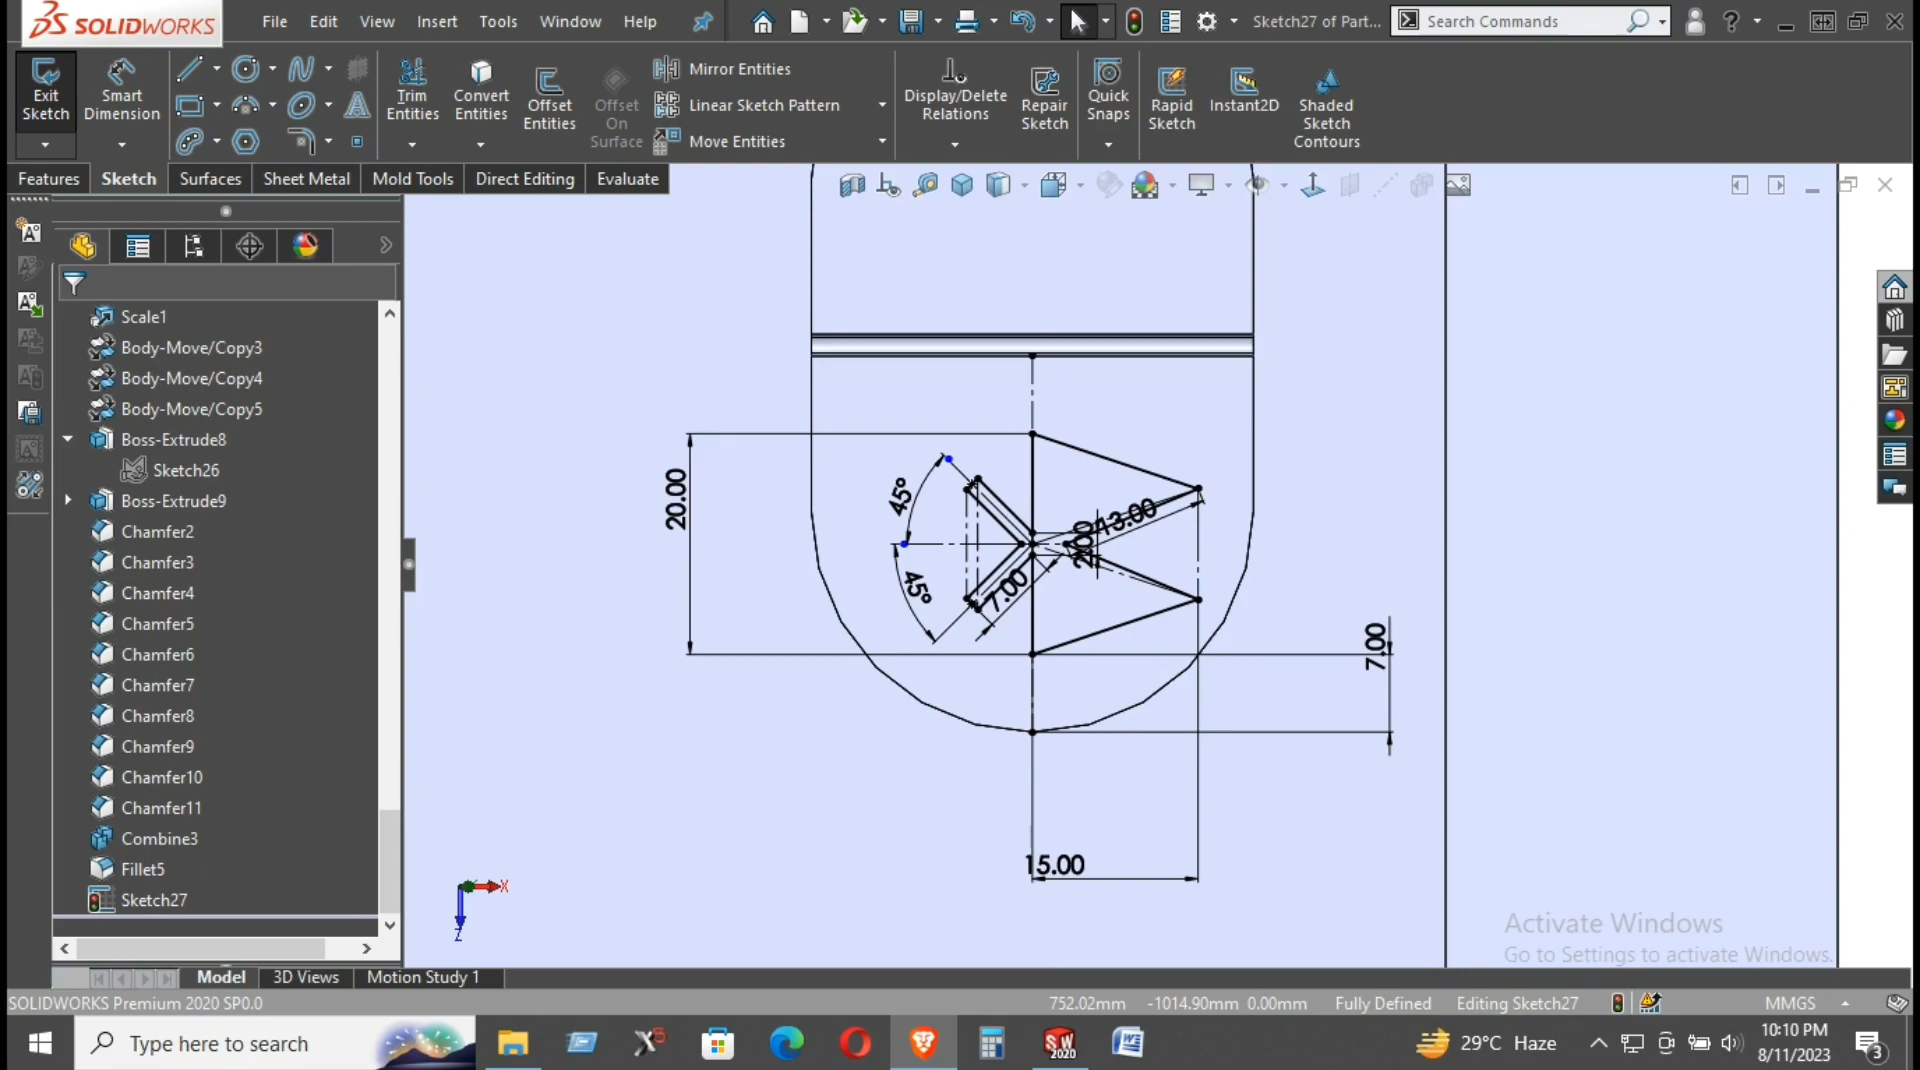 SOLIDWORKS File Edit View Insert Tools Window Help Sketch27 of Part... Search Commands
Exit Sketch Smart Dimension Trim Entities Convert Entities Offset Entities Offset On Surface Mirror Entities Linear Sketch Pattern Move Entities Display/Delete Relations Repair Sketch Quick Snaps Rapid Sketch Instant2D Shaded Sketch Contours
Features Sketch Surfaces Sheet Metal Mold Tools Direct Editing Evaluate
Scale1
Body-Move/Copy3
Body-Move/Copy4
Body-Move/Copy5
Boss-Extrude8
Sketch26
Boss-Extrude9
Chamfer2
Chamfer3
Chamfer4
Chamfer5
Chamfer6
Chamfer7
Chamfer8
Chamfer9
Chamfer10
Chamfer11
Combine3
Fillet5
Sketch27
20.00
45°
45°
13.00
7.00
7.00
15.00
X
Z
Activate Windows
Go to Settings to activate Windows.
Model 3D Views Motion Study 1
SOLIDWORKS Premium 2020 SP0.0 752.02mm -1014.90mm 0.00mm Fully Defined Editing Sketch27 MMGS
Type here to search 29°C Haze 10:10 PM
8/11/2023 3